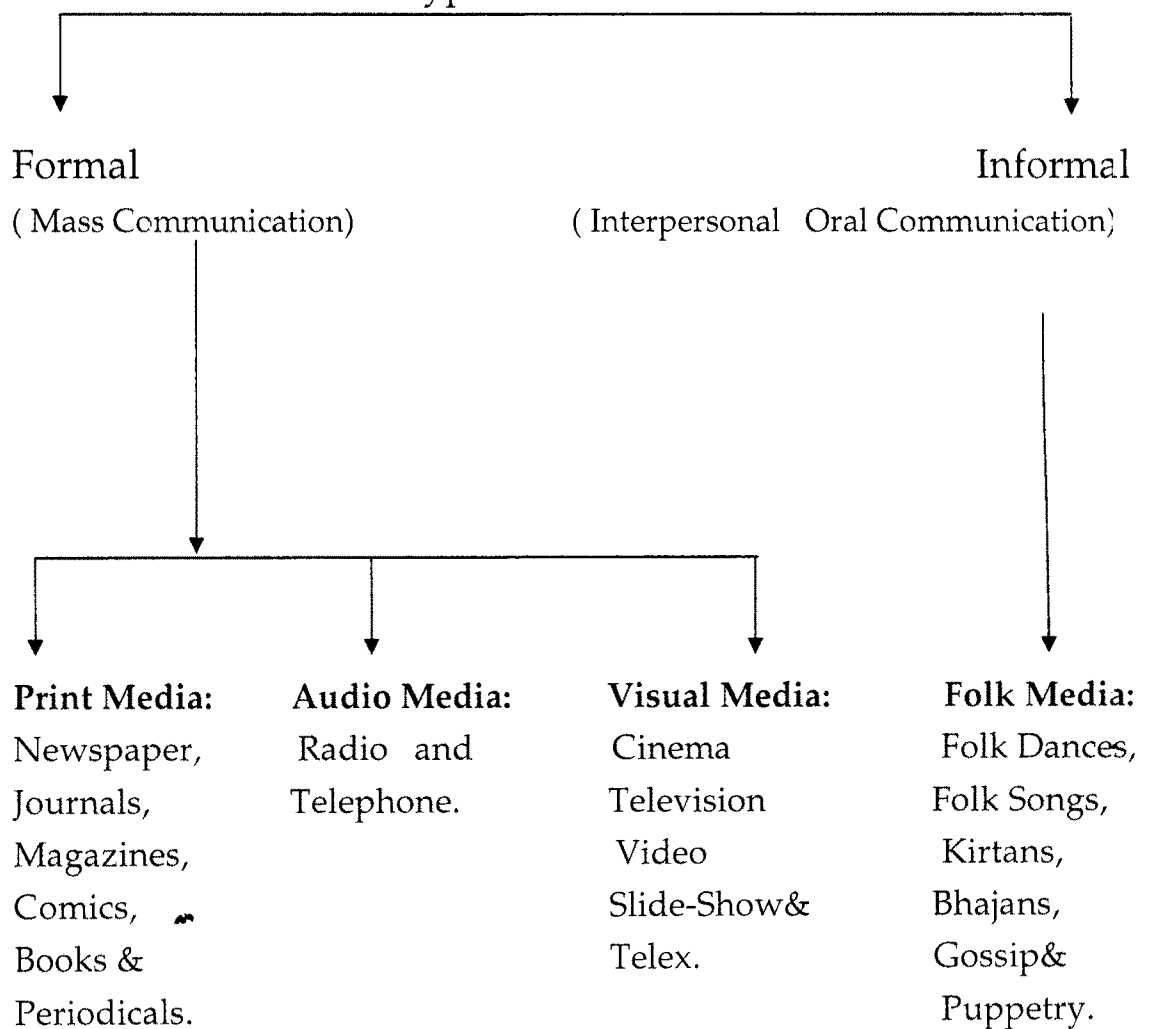 Formal
Informal
( Mass Communication)
( Interpersonal Oral Communication)
Print Media:
Newspaper,
Journals,
Magazines,
Comics,
Books &
Periodicals.
Audio Media:
Radio and
Telephone.
Visual Media:
Cinema
Television
Video
Slide-Show&
Telex.
Folk Media:
Folk Dances,
Folk Songs,
Kirtans,
Bhajans,
Gossip&
Puppetry.